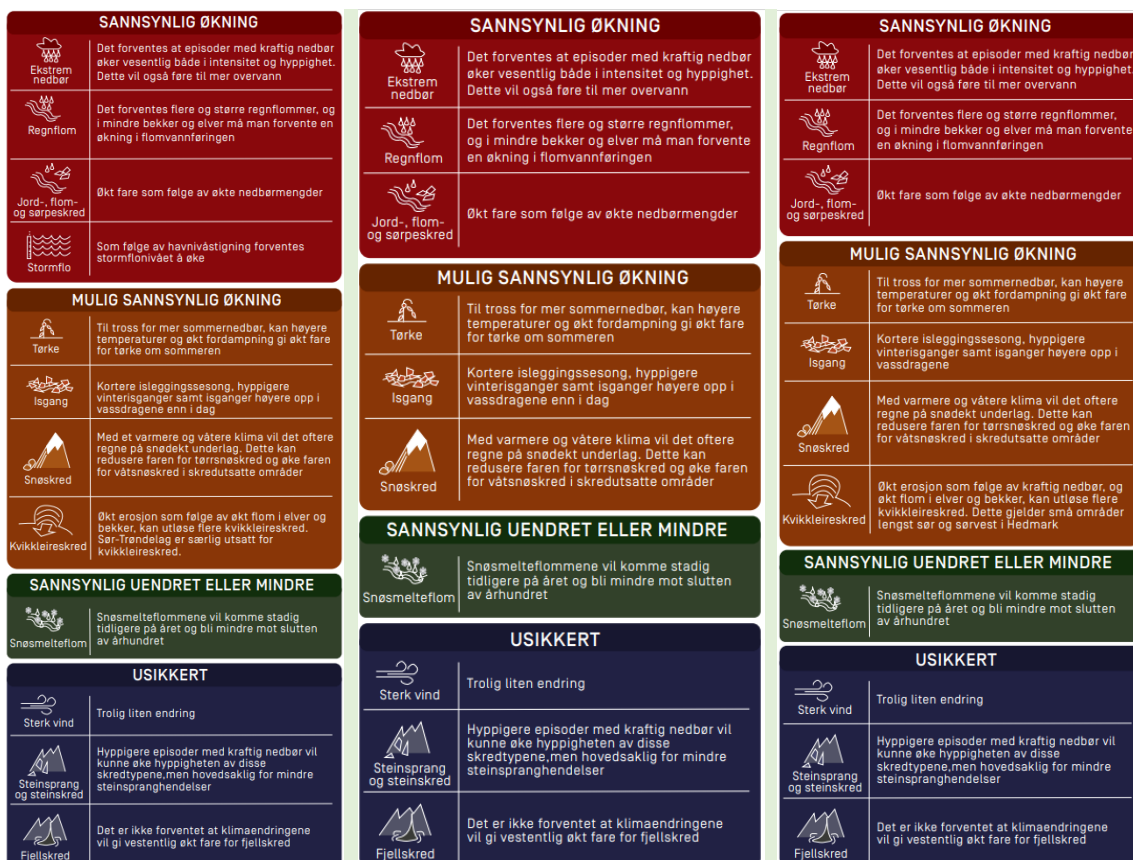 SANNSYNLIG ØKNING
Ekstrem
nedbør
Det forventes at episoder med kraftig nedbør
øker vesentlig både i intensitet og hyppighet.
Dette vil også føre til mer overvann
Regnflom
Det forventes flere og større regnflommer, og
i mindre bekker og elver må man forvente en
økning i flomvannføringen
Jord-, flom-
og sørpeskred
Økt fare som følge av økte nedbørmengder
Stormflo
Som følge av havnivåstigning forventes
stormflonivået å øke
MULIG SANNSYNLIG ØKNING
Tørke
Til tross for mer sommernedbør, kan høyere
temperaturer og økt fordampning gi økt fare
for tørke om sommeren
Isgang
Kortere isleggingssesong, hyppigere
vinterisganger samt isganger høyere opp i
vassdragene enn i dag
Snøskred
Med et varmere og våtere klima vil det oftere
regne på snødekt underlag. Dette kan
redusere faren for tørrsnøskred og øke faren
for våtsnøskred i skredutsatte områder
Kvikkleireskred
Økt erosjon som følge av økt flom i elver og
bekker, kan utløse flere kvikkleireskred.
Sør-Trøndelag er særlig utsatt for
kvikkleireskred.
SANNSYNLIG UENDRET ELLER MINDRE
Snøsmelteflom
Snøsmelteflommene vil komme stadig
tidligere på året og bli mindre mot slutten
av århundret
USIKKERT
Sterk vind
Trolig liten endring
Steinsprang
og steinskred
Hyppigere episoder med kraftig nedbør vil
kunne øke hyppigheten av disse
skredtypene,men hovedsaklig for mindre
steinspranghendelser
Fjellskred
Det er ikke forventet at klimaendringene
vil gi vestentlig økt fare for fjellskred
SANNSYNLIG ØKNING
Ekstrem
nedbør
Det forventes at episoder med kraftig nedbør
øker vesentlig både i intensitet og hyppighet.
Dette vil også føre til mer overvann
Regnflom
Det forventes flere og større regnflommer,
og i mindre bekker og elver må man forvente
en økning i flomvannføringen
Jord-, flom-
og sørpeskred
Økt fare som følge av økte nedbørmengder
MULIG SANNSYNLIG ØKNING
Tørke
Til tross for mer sommernedbør, kan høyere
temperaturer og økt fordampning gi økt fare
for tørke om sommeren
Isgang
Kortere isleggingssesong, hyppigere
vinterisganger samt isganger høyere opp i
vassdragene enn i dag
Snøskred
Med varmere og våtere klima vil det oftere
regne på snødekt underlag. Dette kan
redusere faren for tørrsnøskred og øke faren
for våtsnøskred i skredutsatte områder
SANNSYNLIG UENDRET ELLER MINDRE
Snøsmelteflom
Snøsmelteflommene vil komme stadig
tidligere på året og bli mindre mot slutten
av århundret
USIKKERT
Sterk vind
Trolig liten endring
Steinsprang
og steinskred
Hyppigere episoder med kraftig nedbør vil
kunne øke hyppigheten av disse
skredtypene,men hovedsaklig for mindre
steinspranghendelser
Fjellskred
Det er ikke forventet at klimaendringene
vil gi vestentlig økt fare for fjellskred
SANNSYNLIG ØKNING
Ekstrem
nedbør
Det forventes at episoder med kraftig nedbør
øker vesentlig både i intensitet og hyppighet.
Dette vil også føre til mer overvann
Regnflom
Det forventes flere og større regnflommer,
og i mindre bekker og elver må man forvente
en økning i flomvannføringen
Jord-, flom-
og sørpeskred
Økt fare som følge av økte nedbørmengder
MULIG SANNSYNLIG ØKNING
Tørke
Til tross for mer sommernedbør, kan høyere
temperaturer og økt fordampning gi økt fare
for tørke om sommeren
Isgang
Kortere isleggingssesong, hyppigere
vinterisganger samt isganger høyere opp i
vassdragene
Snøskred
Med varmere og våtere klima vil det oftere
regne på snødekt underlag. Dette kan
redusere faren for tørrsnøskred og øke faren
for våtsnøskred i skredutsatte områder
Kvikkleireskred
Økt erosjon som følge av kraftig nedbør, og
økt flom i elver og bekker, kan utløse flere
kvikkleireskred. Dette gjelder små områder
lengst sør og sørvest i Hedmark
SANNSYNLIG UENDRET ELLER MINDRE
Snøsmelteflom
Snøsmelteflommene vil komme stadig
tidligere på året og bli mindre mot slutten
av århundret
USIKKERT
Sterk vind
Trolig liten endring
Steinsprang
og steinskred
Hyppigere episoder med kraftig nedbør vil
kunne øke hyppigheten av disse
skredtypene,men hovedsaklig for mindre
steinspranghendelser
Fjellskred
Det er ikke forventet at klimaendringene
vil gi vestentlig økt fare for fjellskred